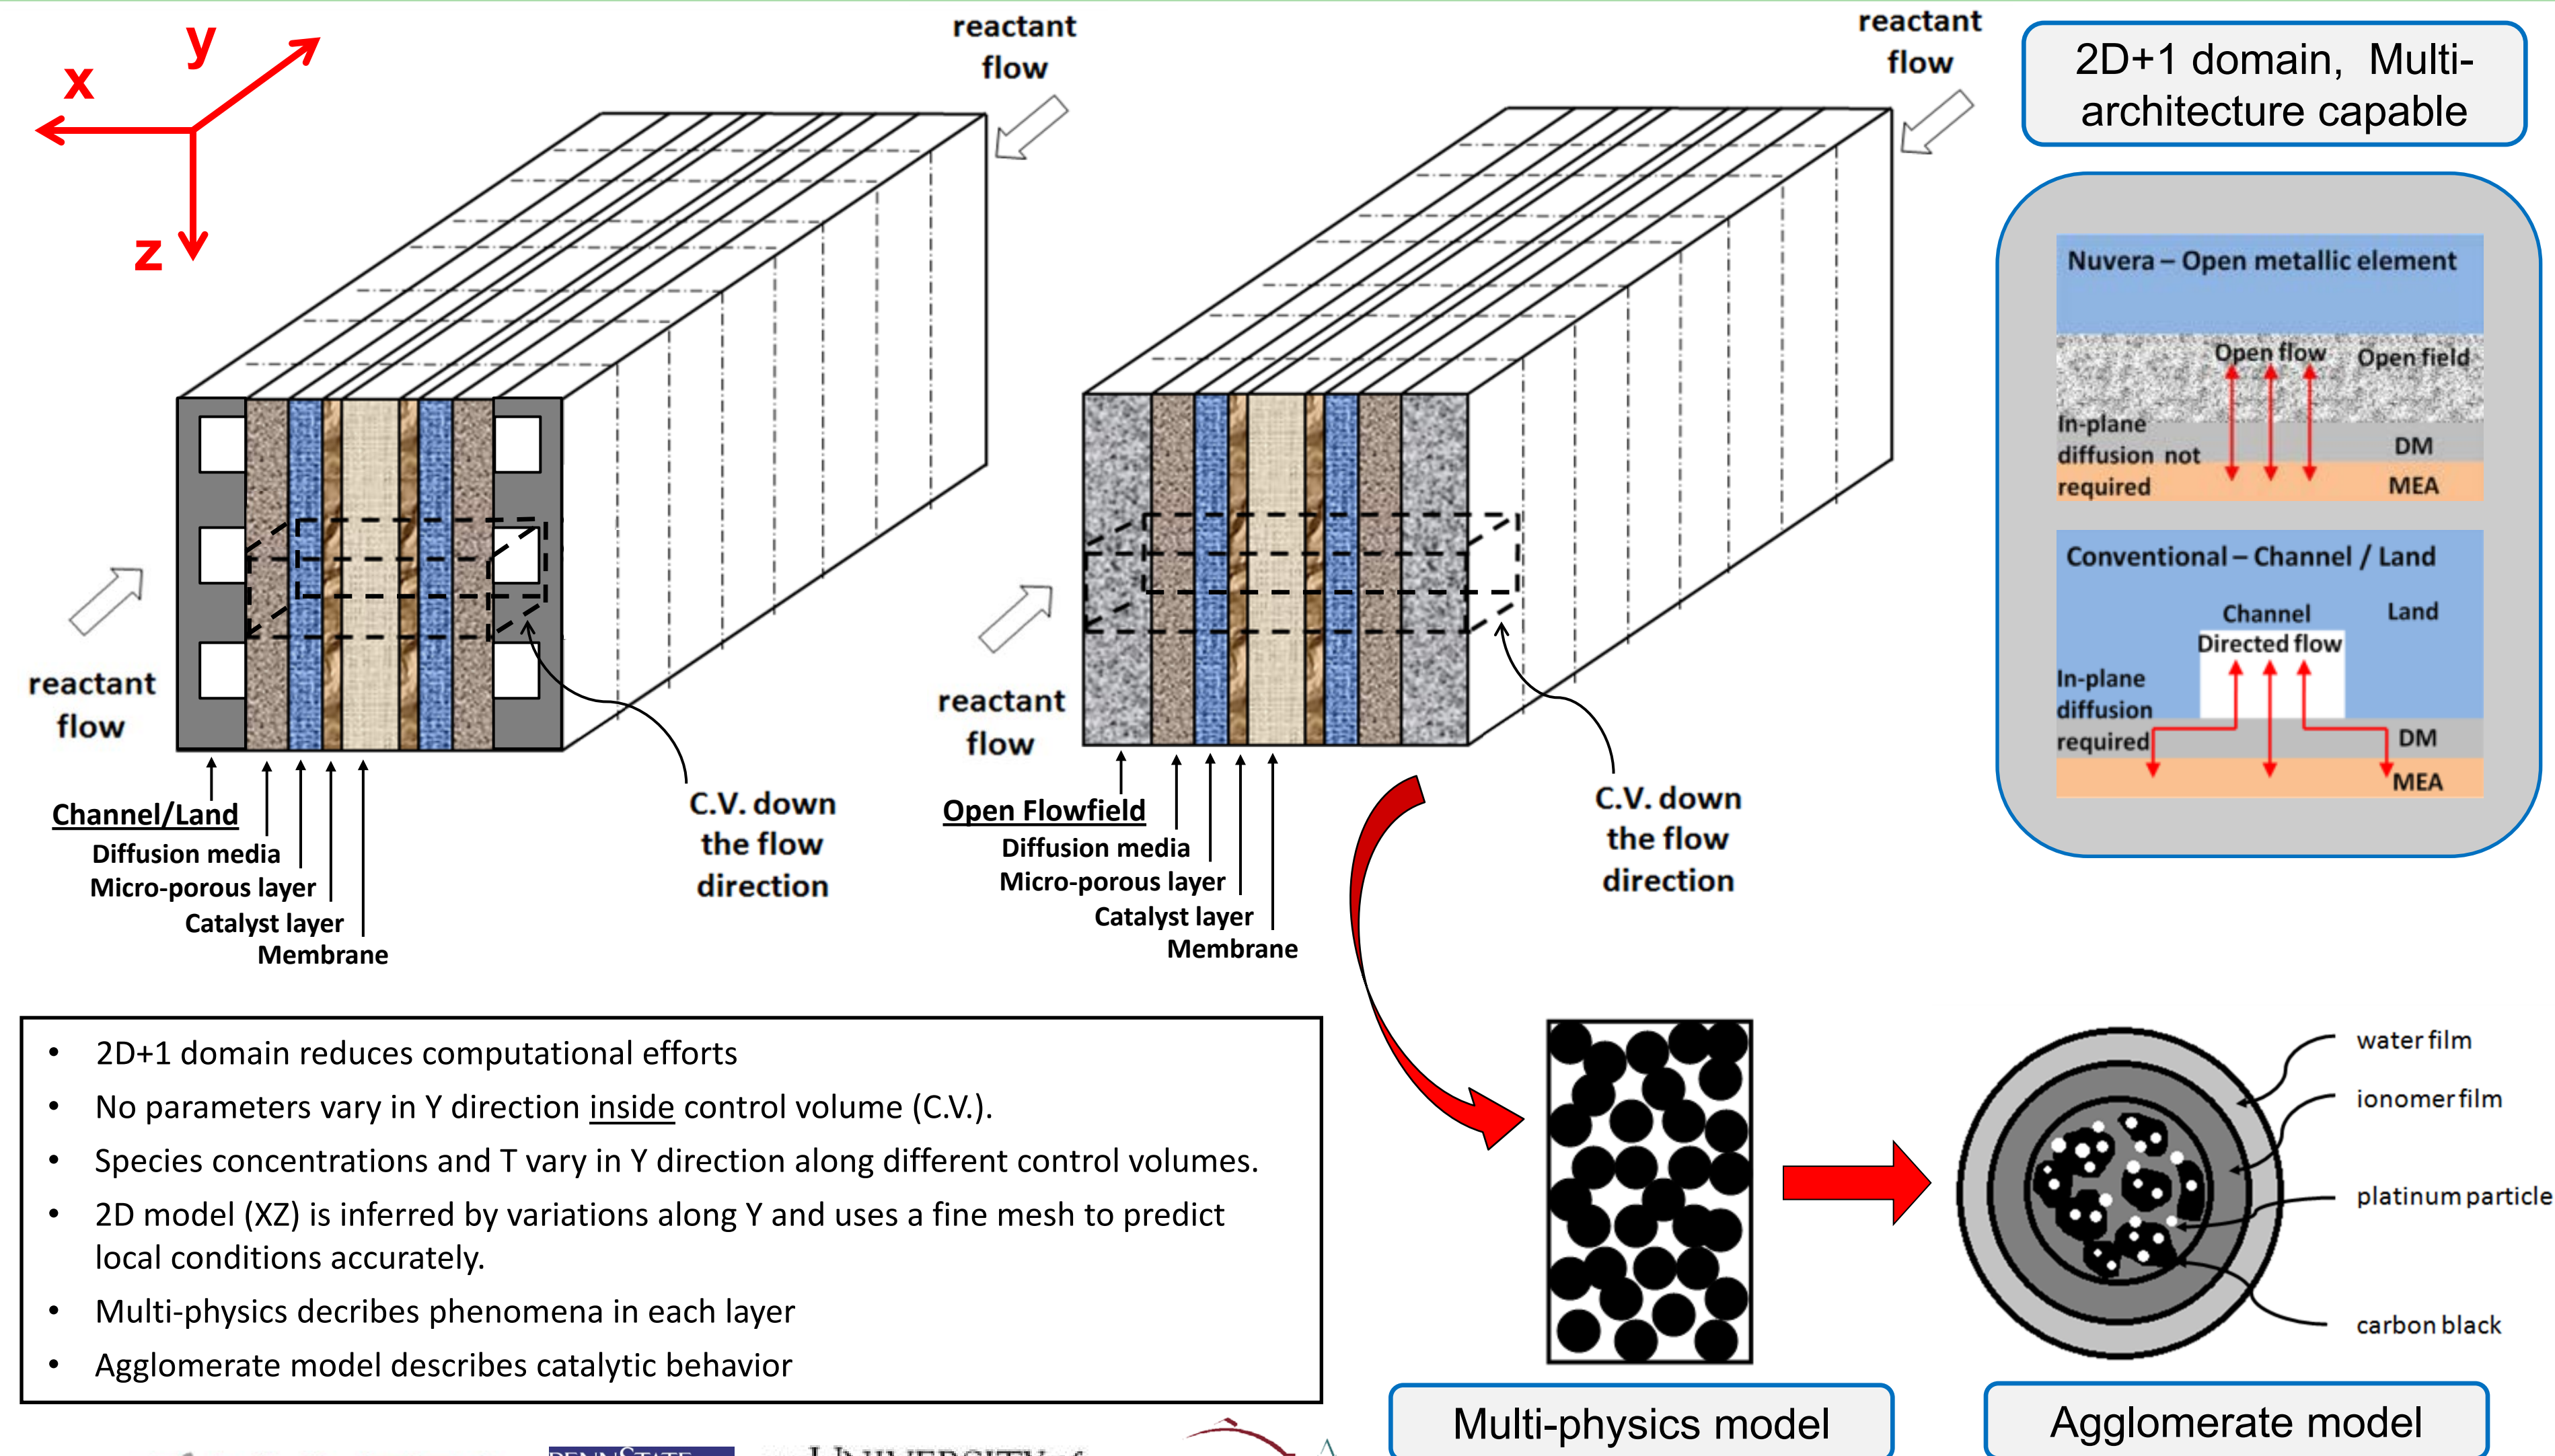 y
x
z
reactant
flow
reactant
flow
2D+1 domain, Multi-
architecture capable
Nuvera – Open metallic element
Open flow
Open field
In-plane
diffusion not
required
DM
MEA
Conventional – Channel / Land
Channel
Land
Directed flow
In-plane
diffusion
required
DM
MEA
reactant
flow
Channel/Land
Diffusion media
Micro-porous layer
Catalyst layer
Membrane
C.V. down
the flow
direction
reactant
flow
Open Flowfield
Diffusion media
Micro-porous layer
Catalyst layer
Membrane
C.V. down
the flow
direction
• 2D+1 domain reduces computational efforts
• No parameters vary in Y direction inside control volume (C.V.).
• Species concentrations and T vary in Y direction along different control volumes.
• 2D model (XZ) is inferred by variations along Y and uses a fine mesh to predict
local conditions accurately.
• Multi-physics decribes phenomena in each layer
• Agglomerate model describes catalytic behavior
water film
ionomer film
platinum particle
carbon black
Multi-physics model
Agglomerate model
PENNSTATE
UNIVERSITY of